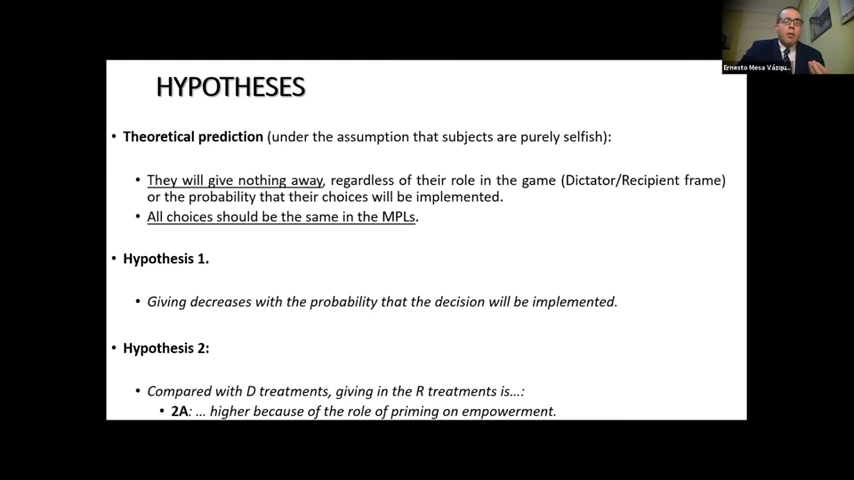 Ernesto Mesa Vázqu...
HYPOTHESES
• Theoretical prediction (under the assumption that subjects are purely selfish):
• They will give nothing away, regardless of their role in the game (Dictator/Recipient frame)
or the probability that their choices will be implemented.
• All choices should be the same in the MPLs.
• Hypothesis 1.
• Giving decreases with the probability that the decision will be implemented.
• Hypothesis 2:
• Compared with D treatments, giving in the R treatments is…:
• 2A: … higher because of the role of priming on empowerment.